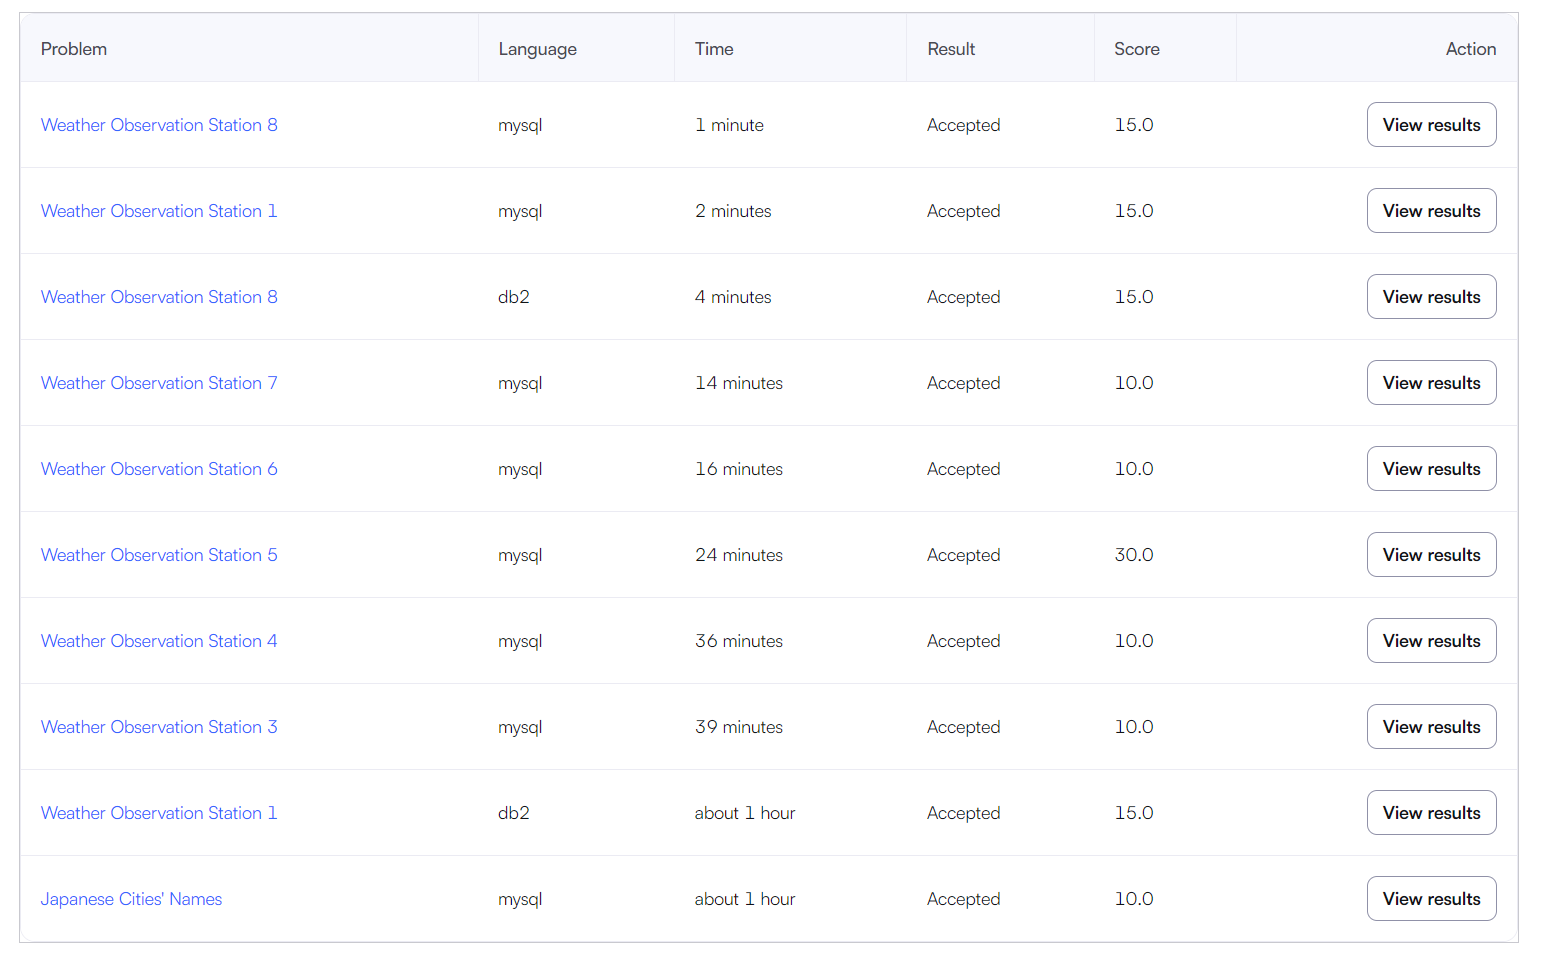 Problem Language Time Result Score Action
Weather Observation Station 8 mysql 1 minute Accepted 15.0 View results
Weather Observation Station 1 mysql 2 minutes Accepted 15.0 View results
Weather Observation Station 8 db2 4 minutes Accepted 15.0 View results
Weather Observation Station 7 mysql 14 minutes Accepted 10.0 View results
Weather Observation Station 6 mysql 16 minutes Accepted 10.0 View results
Weather Observation Station 5 mysql 24 minutes Accepted 30.0 View results
Weather Observation Station 4 mysql 36 minutes Accepted 10.0 View results
Weather Observation Station 3 mysql 39 minutes Accepted 10.0 View results
Weather Observation Station 1 db2 about 1 hour Accepted 15.0 View results
Japanese Cities' Names mysql about 1 hour Accepted 10.0 View results